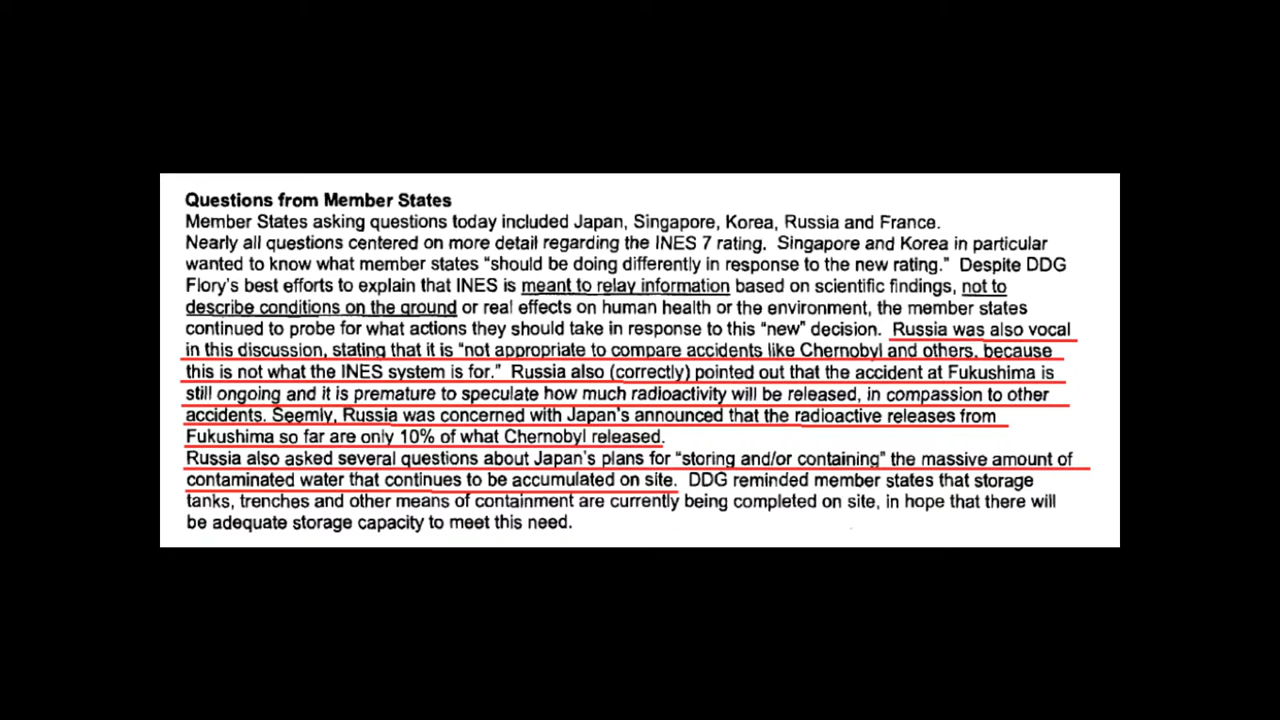 Questions from Member States
Member States asking questions today included Japan, Singapore, Korea, Russia and France.
Nearly all questions centered on more detail regarding the INES 7 rating. Singapore and Korea in particular
wanted to know what member states “should be doing differently in response to the new rating.” Despite DDG
Flory’s best efforts to explain that INES is meant to relay information based on scientific findings, not to
describe conditions on the ground or real effects on human health or the environment, the member states
continued to probe for what actions they should take in response to this “new” decision. Russia was also vocal
in this discussion, stating that it is “not appropriate to compare accidents like Chernobyl and others, because
this is not what the INES system is for.” Russia also (correctly) pointed out that the accident at Fukushima is
still ongoing and it is premature to speculate how much radioactivity will be released, in compassion to other
accidents. Seemly, Russia was concerned with Japan’s announced that the radioactive releases from
Fukushima so far are only 10% of what Chernobyl released.
Russia also asked several questions about Japan’s plans for “storing and/or containing” the massive amount of
contaminated water that continues to be accumulated on site. DDG reminded member states that storage
tanks, trenches and other means of containment are currently being completed on site, in hope that there will
be adequate storage capacity to meet this need.